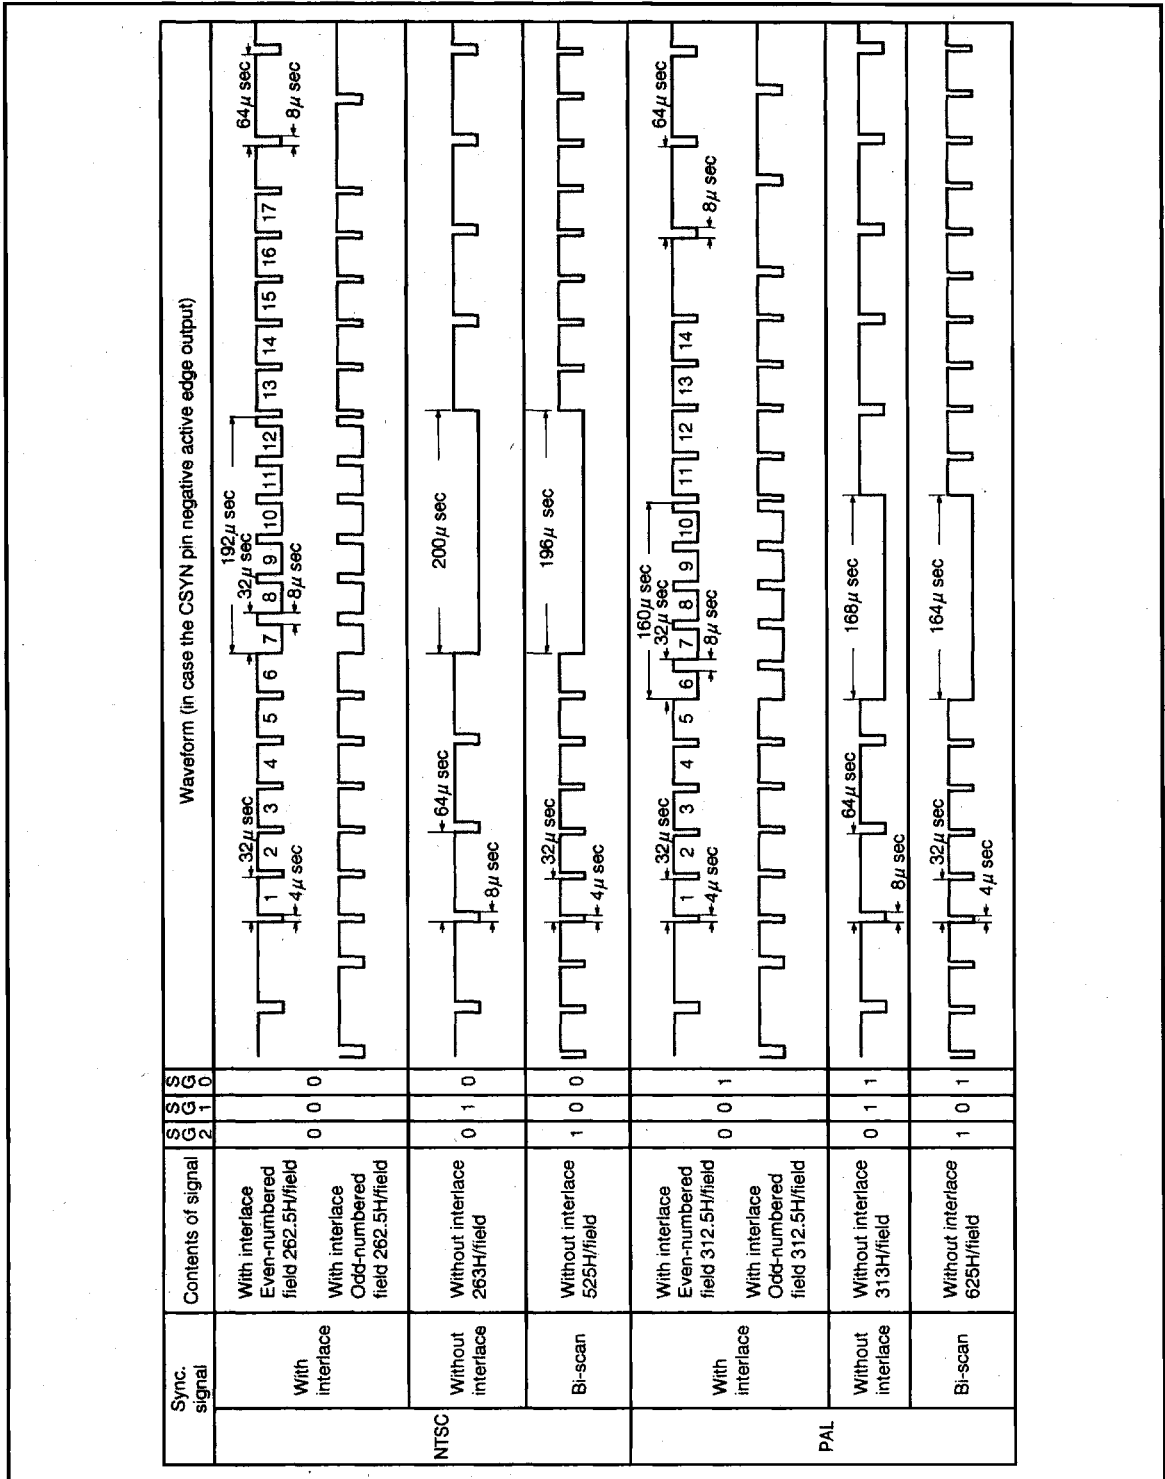 Sync.
signal
Contents of signal
S
G
2
S
G
1
S
G
0
Waveform (in case the CSYN pin negative active edge output)
NTSC
With
interlace
With interlace
Even-numbered
field 262.5H/field
With interlace
Odd-numbered
field 262.5H/field
0
0
0
32μ sec
4μ sec
1 2 3 4 5 6 7 8 9 10 11 12 13 14 15 16 17
192μ sec
32μ sec
8μ sec
64μ sec
8μ sec
Without
interlace
Without interlace
263H/field
0
1
0
64μ sec
8μ sec
200μ sec
Bi-scan
Without interlace
525H/field
1
0
0
32μ sec
4μ sec
196μ sec
PAL
With
interlace
With interlace
Even-numbered
field 312.5H/field
With interlace
Odd-numbered
field 312.5H/field
0
0
1
32μ sec
4μ sec
1 2 3 4 5 6 7 8 9 10 11 12 13 14
160μ sec
32μ sec
8μ sec
64μ sec
8μ sec
Without
interlace
Without interlace
313H/field
0
1
1
64μ sec
8μ sec
168μ sec
Bi-scan
Without interlace
625H/field
1
0
1
32μ sec
4μ sec
164μ sec